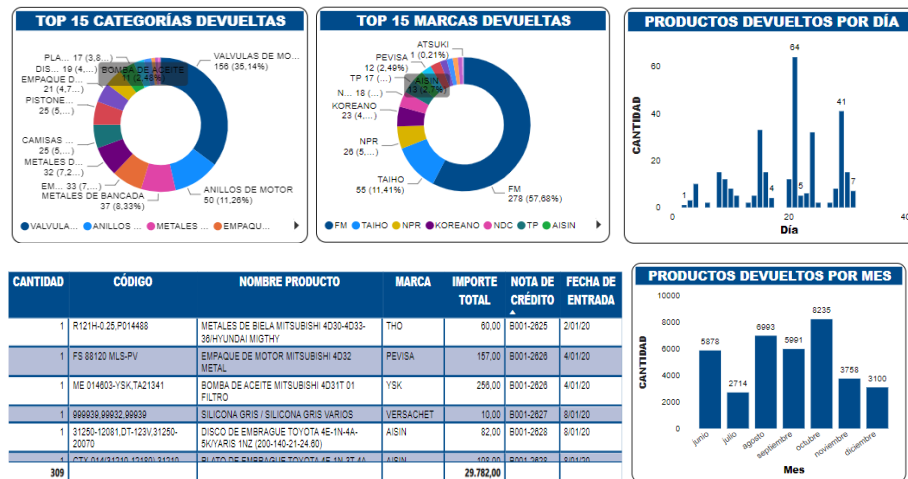 TOP 15 CATEGORÍAS DEVUELTAS
PLA... 17 (3,8...)
DIS... 19 (4,...)
BOMBA DE ACEITE
11 (2,48%)
EMPAQUE D...
21 (4,7...)
PISTONE...
25 (5,...)
CAMISAS ...
25 (5,...)
METALES D...
32 (7,2...)
EM... 33 (7,...)
METALES DE BANCADA
37 (8,33%)
VALVULAS DE MO...
156 (35,14%)
ANILLOS DE MOTOR
50 (11,26%)
VALVULA... ANILLOS ... METALES ... EMPAQU...
TOP 15 MARCAS DEVUELTAS
ATSUKI
1 (0,21%)
PEVISA
12 (2,49%)
TP 17 (...)
AISIN
13 (2,7%)
N... 18 (...)
KOREANO
23 (4,...)
NPR
26 (5,...)
TAIHO
55 (11,41%)
FM
278 (57,68%)
FM TAIHO NPR KOREANO NDC TP AISIN
PRODUCTOS DEVUELTOS POR DÍA
CANTIDAD
60
40
20
0
1
4
64
5
41
7
0 20 40
Día
CANTIDAD CÓDIGO NOMBRE PRODUCTO MARCA IMPORTE TOTAL NOTA DE CRÉDITO FECHA DE ENTRADA
1 R121H-0.25,P014488 METALES DE BIELA MITSUBISHI 4D30-4D33-36/HYUNDAI MIGTHY THO 60,00 B001-2625 2/01/20
1 FS 88120 MLS-PV EMPAQUE DE MOTOR MITSUBISHI 4D32 METAL PEVISA 157,00 B001-2626 4/01/20
1 ME 014603-YSK,TA21341 BOMBA DE ACEITE MITSUBISHI 4D31T 01 FILTRO YSK 256,00 B001-2626 4/01/20
1 999939,99932,99939 SILICONA GRIS / SILICONA GRIS VARIOS VERSACHET 10,00 B001-2627 8/01/20
1 31250-12081,DT-123V,31250-20070 DISCO DE EMBRAGUE TOYOTA 4E-1N-4A-5K/YARIS 1NZ (200-140-21-24.60) AISIN 82,00 B001-2628 8/01/20
309 29.782,00
PRODUCTOS DEVUELTOS POR MES
CANTIDAD
10000
8000
6000
4000
2000
0
5878
2714
6993
5991
8235
3758
3100
junio
julio
agosto
septiembre
octubre
noviembre
diciembre
Mes